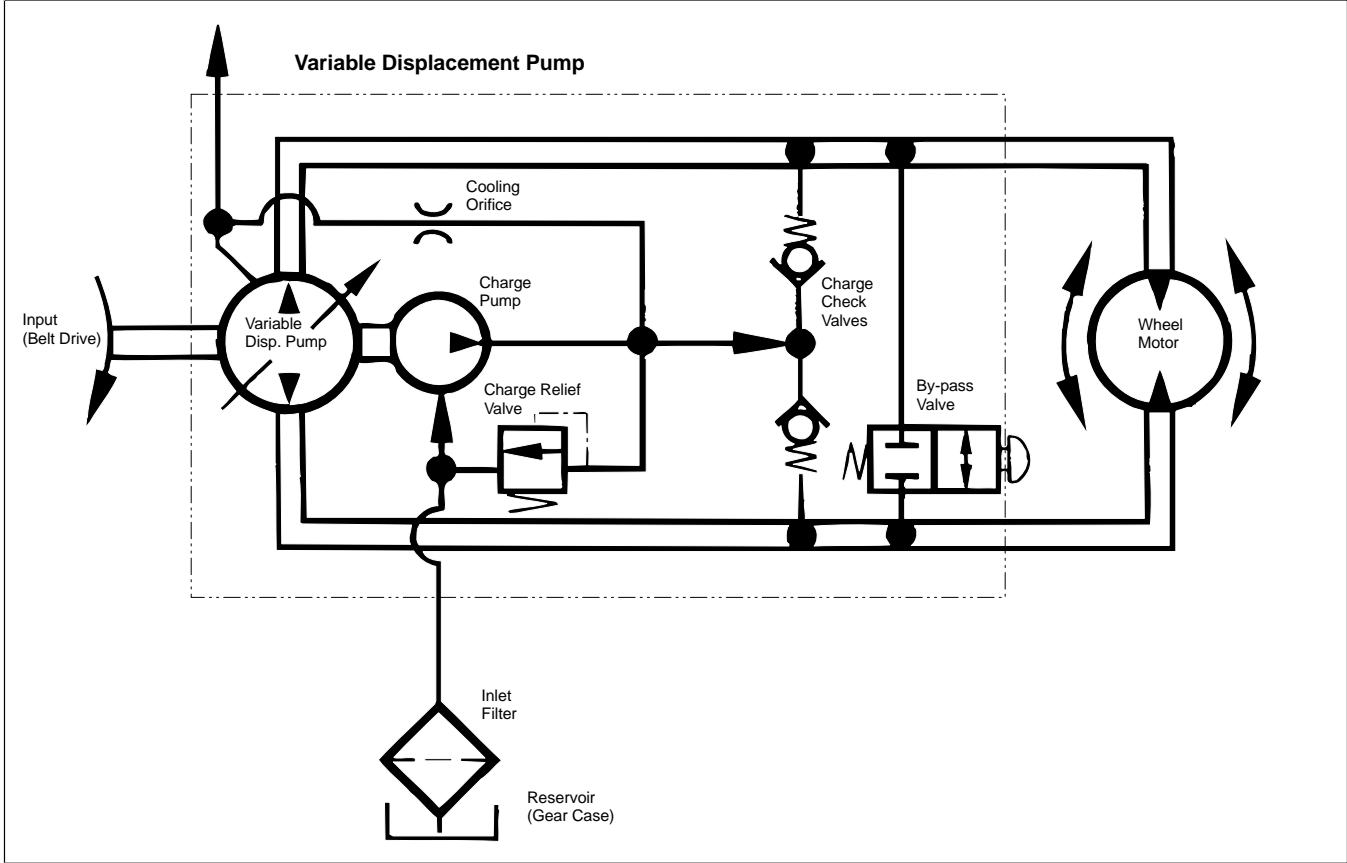 Variable Displacement Pump
Cooling
Orifice
Charge
Pump
Charge
Check
Valves
Input
(Belt Drive)
Variable
Disp. Pump
Wheel
Motor
Charge Relief
Valve
By-pass
Valve
Inlet
Filter
Reservoir
(Gear Case)